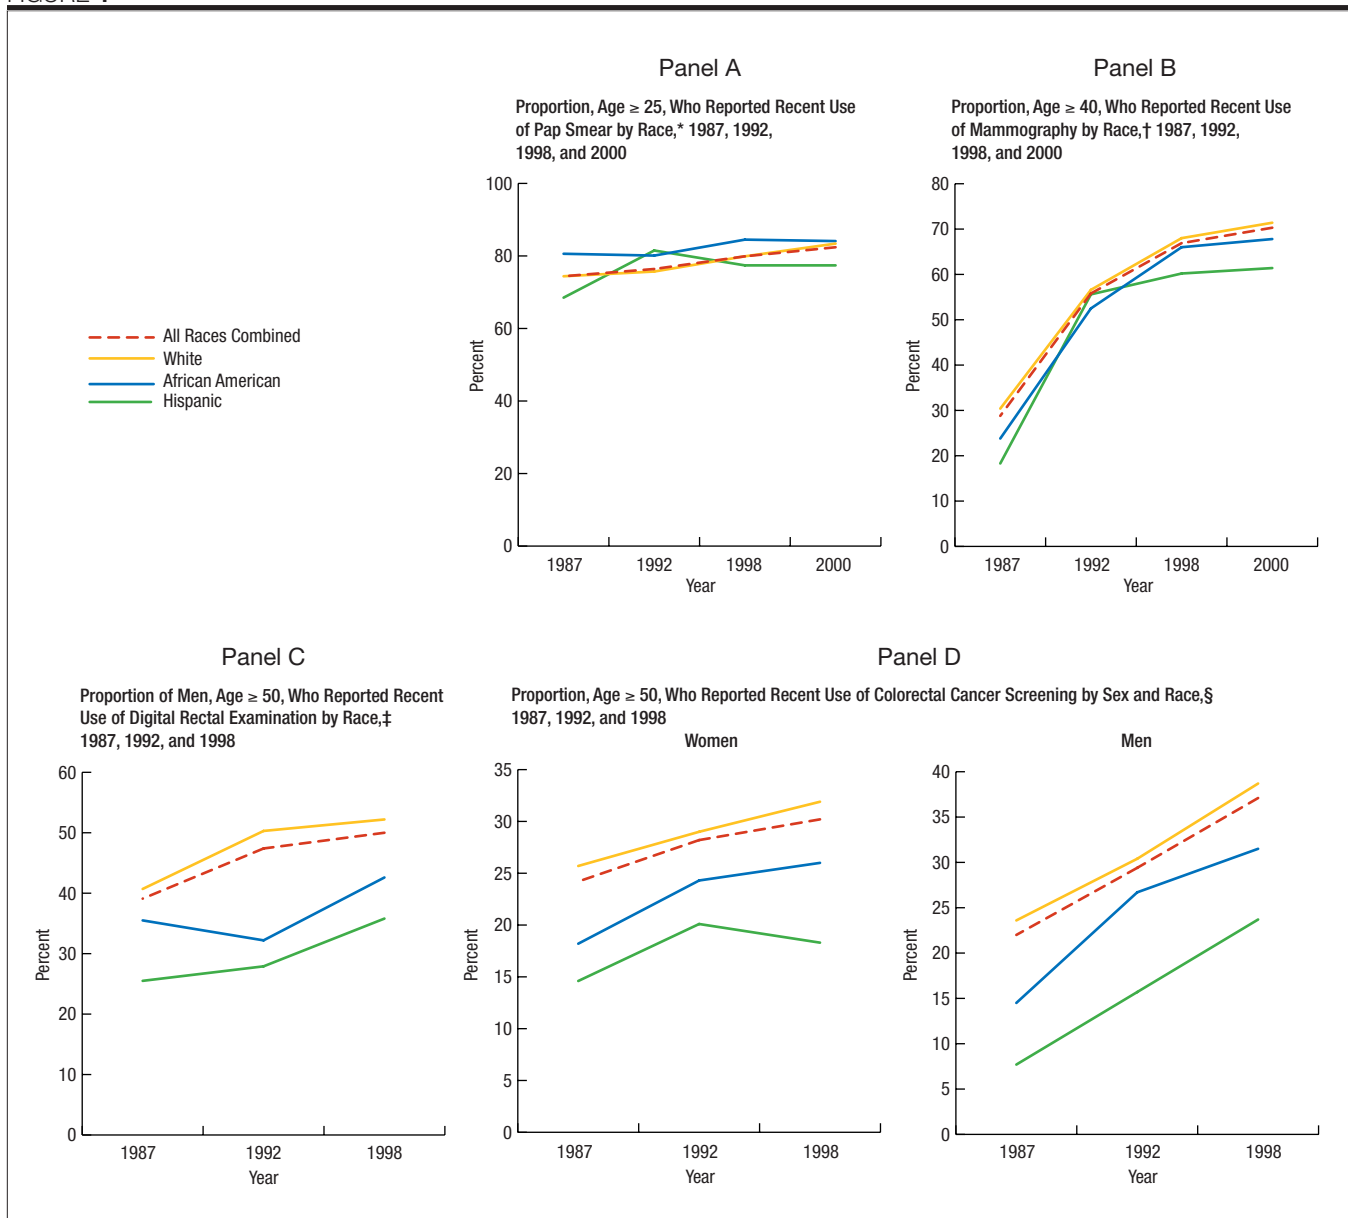 Panel A
Proportion, Age ≥ 25, Who Reported Recent Use
of Pap Smear by Race,* 1987, 1992,
1998, and 2000
100
80
60
40
20
0
Percent
1987 1992 1998 2000
Year
Panel B
Proportion, Age ≥ 40, Who Reported Recent Use
of Mammography by Race,† 1987, 1992,
1998, and 2000
80
70
60
50
40
30
20
10
0
Percent
1987 1992 1998 2000
Year
All Races Combined
White
African American
Hispanic
Panel C
Proportion of Men, Age ≥ 50, Who Reported Recent
Use of Digital Rectal Examination by Race,‡
1987, 1992, and 1998
60
50
40
30
20
10
0
Percent
1987 1992 1998
Year
Panel D
Proportion, Age ≥ 50, Who Reported Recent Use of Colorectal Cancer Screening by Sex and Race,§
1987, 1992, and 1998
Women
35
30
25
20
15
10
5
0
Percent
1987 1992 1998
Year
Men
40
35
30
25
20
15
10
5
0
Percent
1987 1992 1998
Year